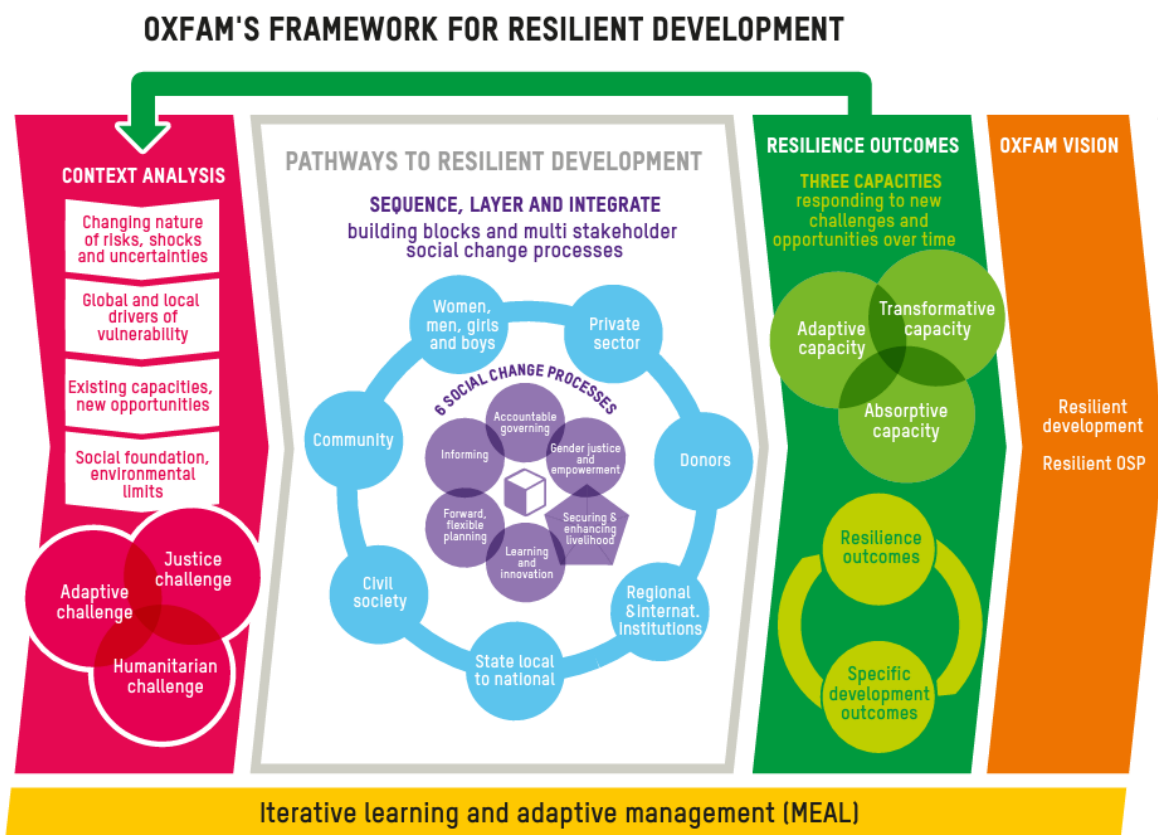 OXFAM'S FRAMEWORK FOR RESILIENT DEVELOPMENT
CONTEXT ANALYSIS
Changing nature
of risks, shocks
and uncertainties
Global and local
drivers of
vulnerability
Existing capacities,
new opportunities
Social foundation,
environmental
limits
Justice
challenge
Adaptive
challenge
Humanitarian
challenge
PATHWAYS TO RESILIENT DEVELOPMENT
SEQUENCE, LAYER AND INTEGRATE
building blocks and multi stakeholder
social change processes
Women,
men, girls
and boys
Private
sector
Community
Donors
Civil
society
Regional
& Internat.
Institutions
State local
to national
6 SOCIAL CHANGE PROCESSES
Accountable
governing
Informing
Gender justice
and
empowerment
Forward,
flexible
planning
Securing &
enhancing
livelihood
Learning
and
innovation
RESILIENCE OUTCOMES
THREE CAPACITIES
responding to new
challenges and
opportunities over time
Transformative
capacity
Adaptive
capacity
Absorptive
capacity
Resilience
outcomes
Specific
development
outcomes
OXFAM VISION
Resilient
development
Resilient OSP
Iterative learning and adaptive management (MEAL)